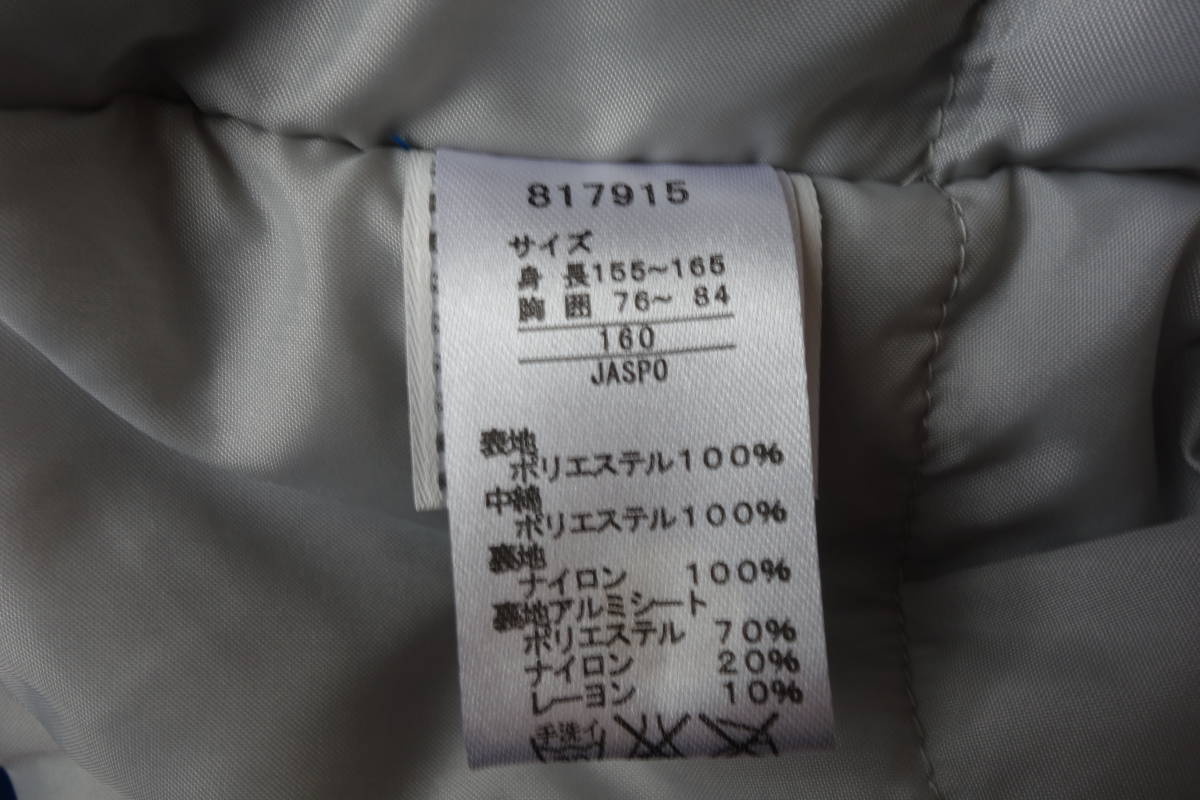 817915
サイズ
身 長155~165
胸 囲 76~ 84
160
JASPO
表地
ポリエステル100%
中綿
ポリエステル100%
裏地
ナイロン 100%
裏地アルミシート
ポリエステル 70%
ナイロン 20%
レーヨン 10%
手洗イ